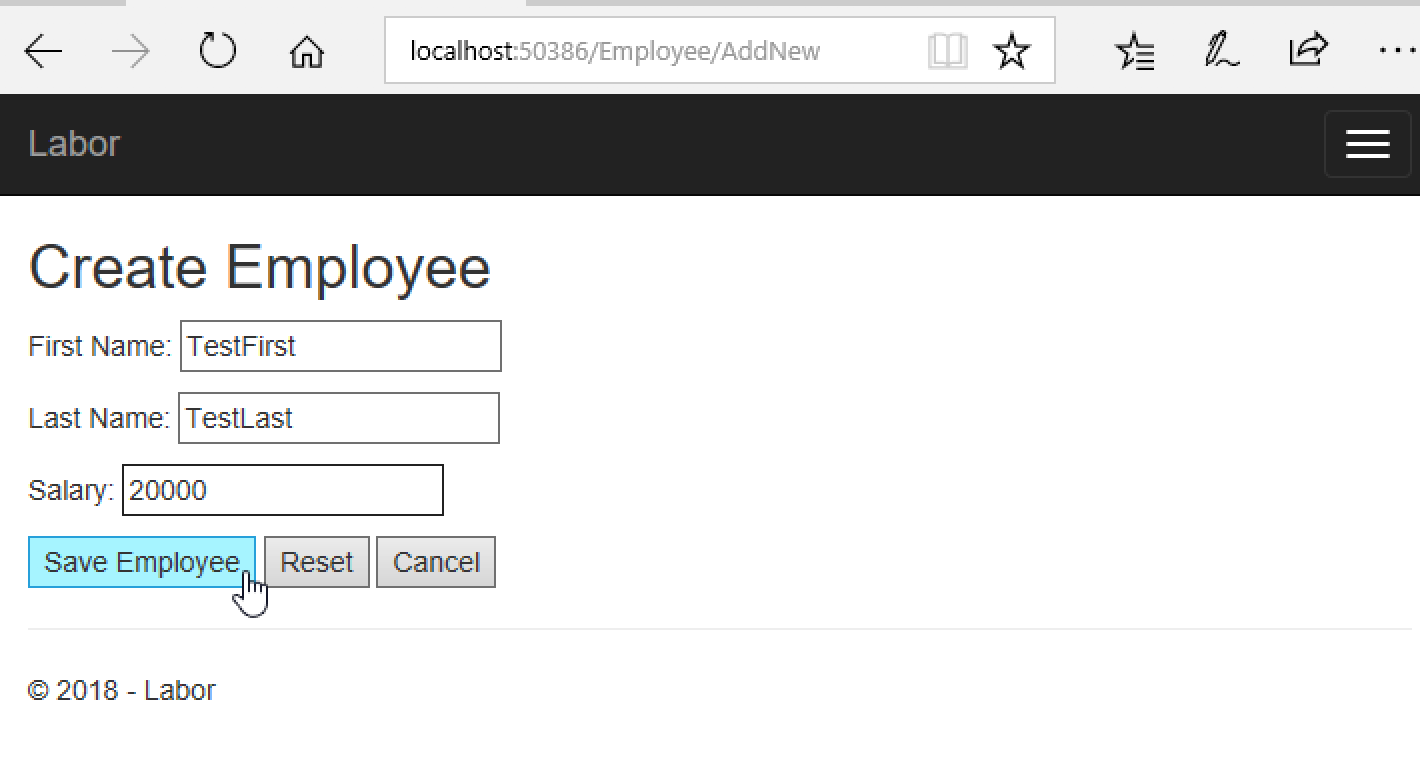 localhost:50386/Employee/AddNew
Labor
Create Employee
First Name: TestFirst
Last Name: TestLast
Salary: 20000
Save Employee Reset Cancel
© 2018 - Labor